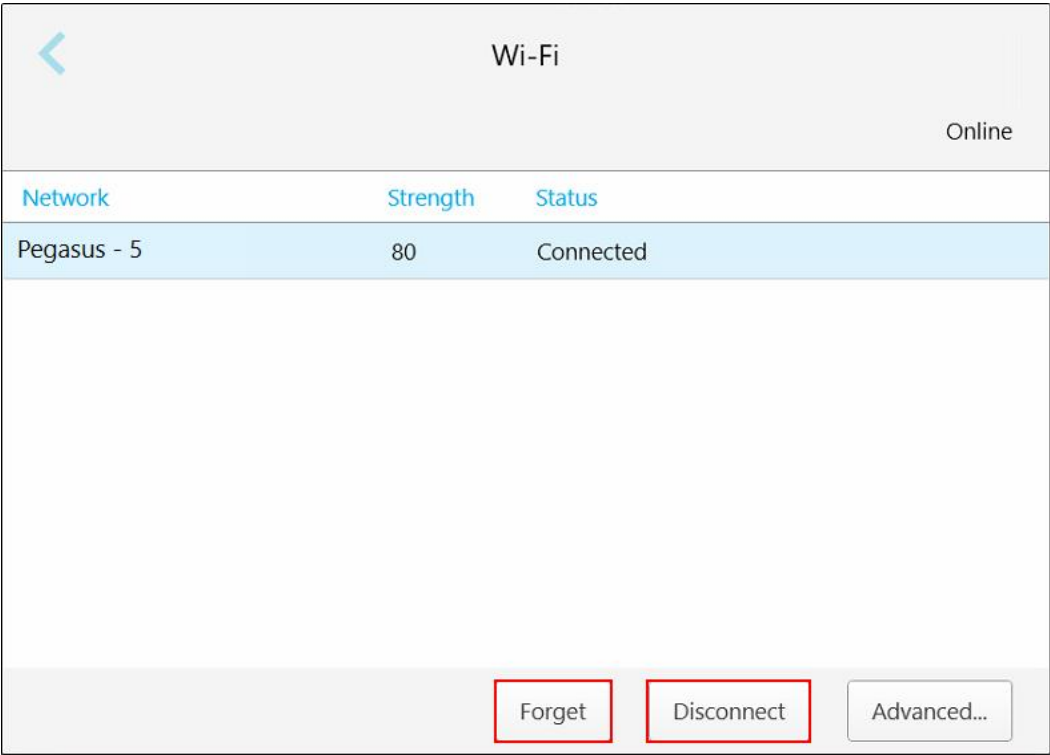 Wi-Fi
Online
Network Strength Status
Pegasus - 5 80 Connected
Forget Disconnect Advanced...